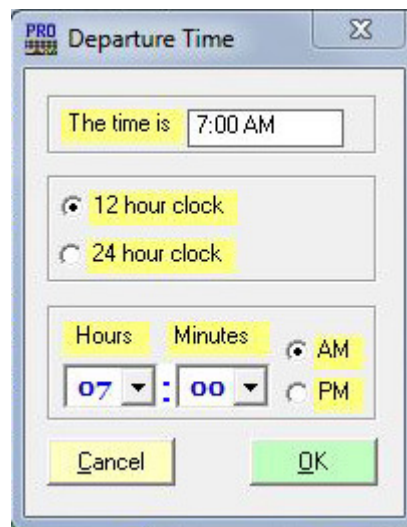 PRO Departure Time
The time is 7:00 AM
12 hour clock
24 hour clock
Hours Minutes
AM
07 : 00
PM
Cancel OK